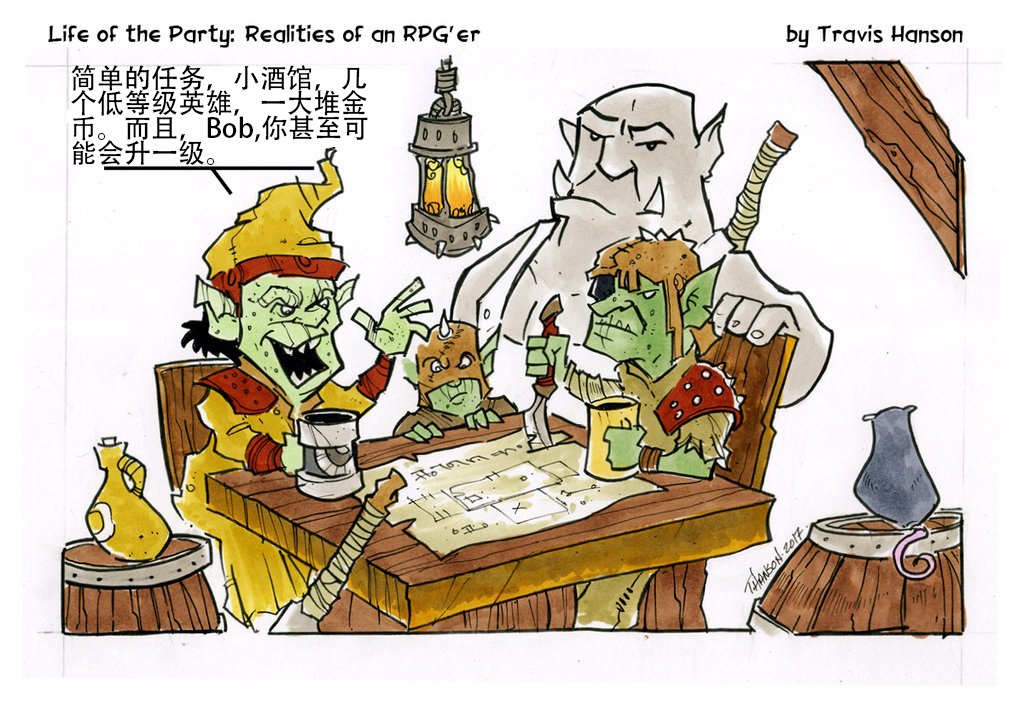 Life of the Party: Realities of an RPG'er
by Travis Hanson
简单的任务，小酒馆，几
个低等级英雄，一大堆金
币。而且，Bob,你甚至可
能会升一级。
T.HANSON.2017